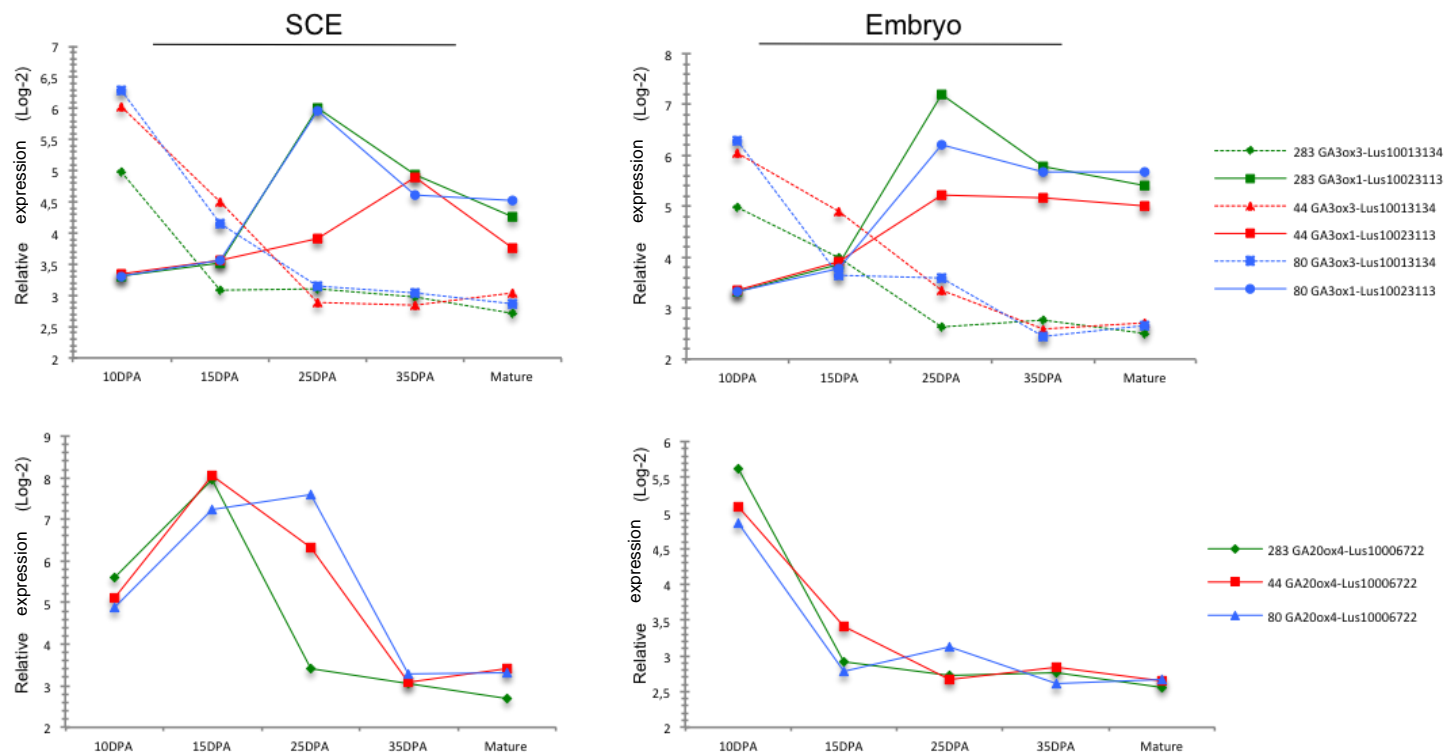 SCE
Relative expression (Log-2)
7
6,5
6
5,5
5
4,5
4
3,5
3
2,5
2
10DPA 15DPA 25DPA 35DPA Mature
Embryo
Relative expression (Log-2)
8
7
6
5
4
3
2
10DPA 15DPA 25DPA 35DPA Mature
283 GA3ox3-Lus10013134
283 GA3ox1-Lus10023113
44 GA3ox3-Lus10013134
44 GA3ox1-Lus10023113
80 GA3ox3-Lus10013134
80 GA3ox1-Lus10023113
Relative expression (Log-2)
9
8
7
6
5
4
3
2
10DPA 15DPA 25DPA 35DPA Mature
Relative expression (Log-2)
6
5,5
5
4,5
4
3,5
3
2,5
2
10DPA 15DPA 25DPA 35DPA Mature
283 GA20ox4-Lus10006722
44 GA20ox4-Lus10006722
80 GA20ox4-Lus10006722